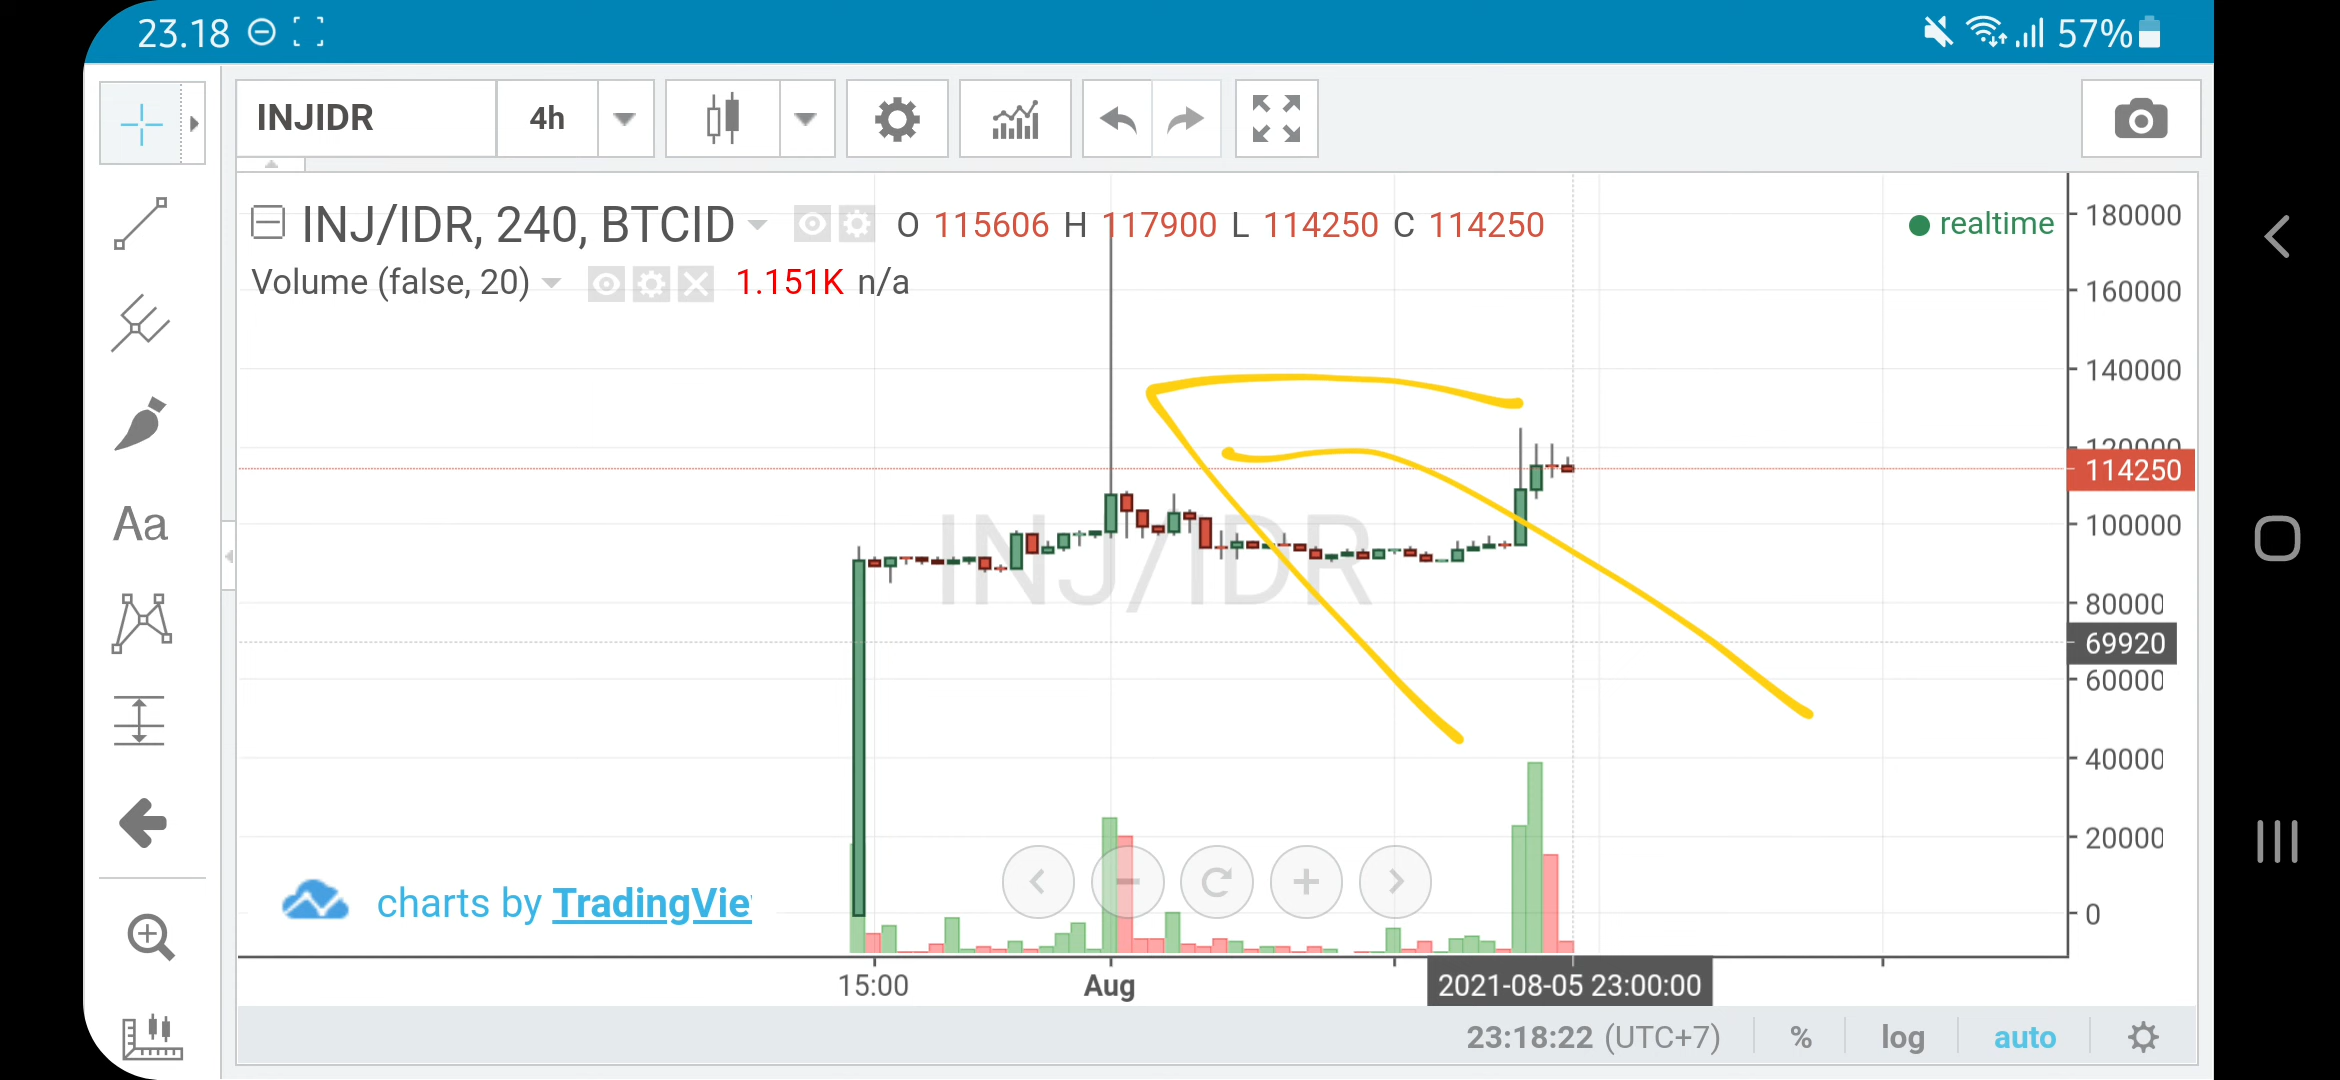 23.18
57%
INJIDR
4h
INJ/IDR, 240, BTCID
O 115606 H 117900 L 114250 C 114250
realtime
Volume (false, 20)
1.151K n/a
180000
160000
140000
120000
114250
100000
80000
69920
60000
40000
20000
0
Aa
INJ/IDR
charts by TradingVie
15:00
Aug
2021-08-05 23:00:00
23:18:22 (UTC+7)
%
log
auto